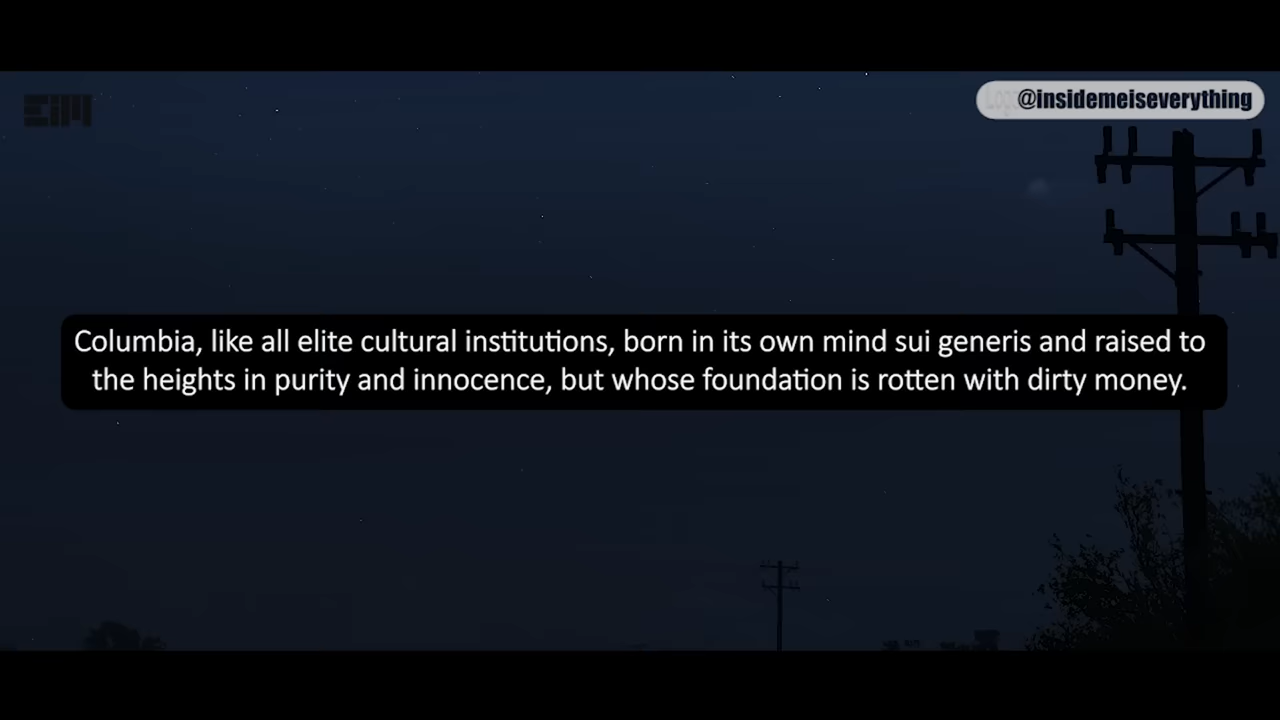 EiM
@insidemeiseverything
Columbia, like all elite cultural institutions, born in its own mind sui generis and raised to
the heights in purity and innocence, but whose foundation is rotten with dirty money.